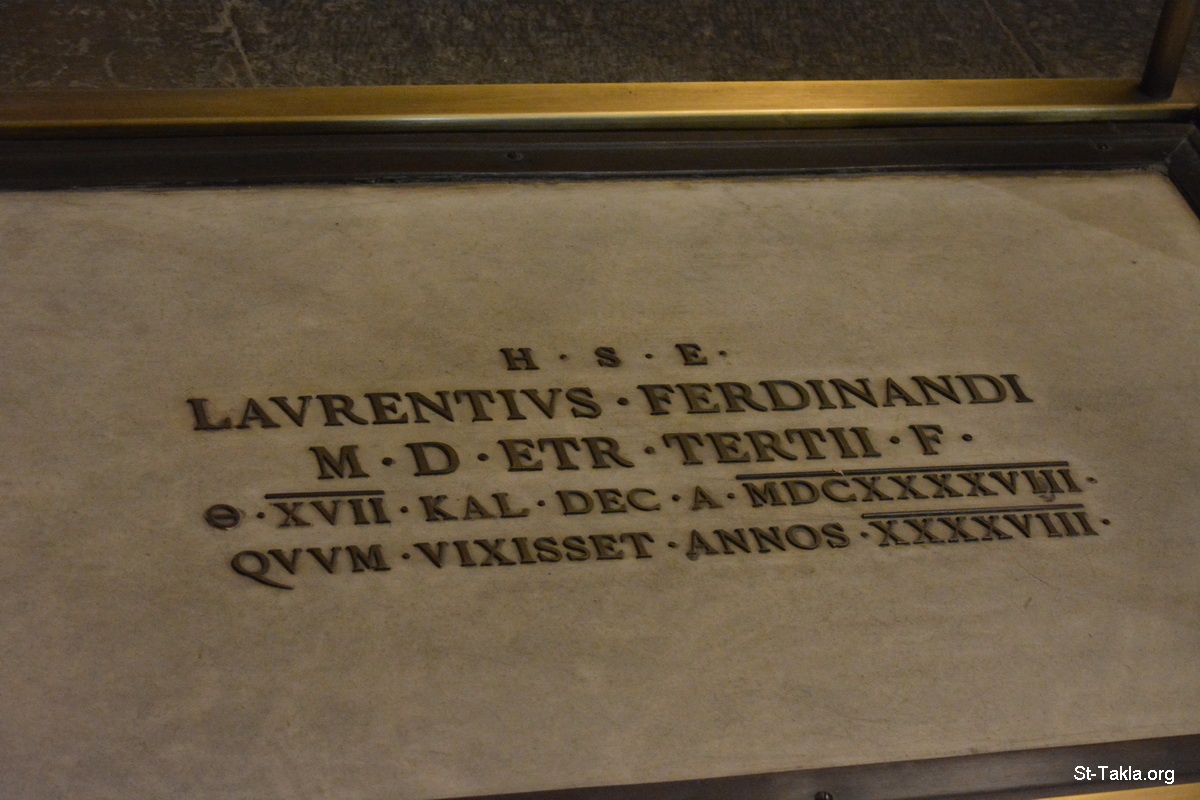 H · S · E ·
LAVRENTIVS · FERDINANDI
M · D · ETR · TERTII · F ·
Θ · XVII · KAL · DEC · A · MDCXXXXVIII ·
QVVM · VIXISSET · ANNOS · XXXXVIII ·
St-Takla.org